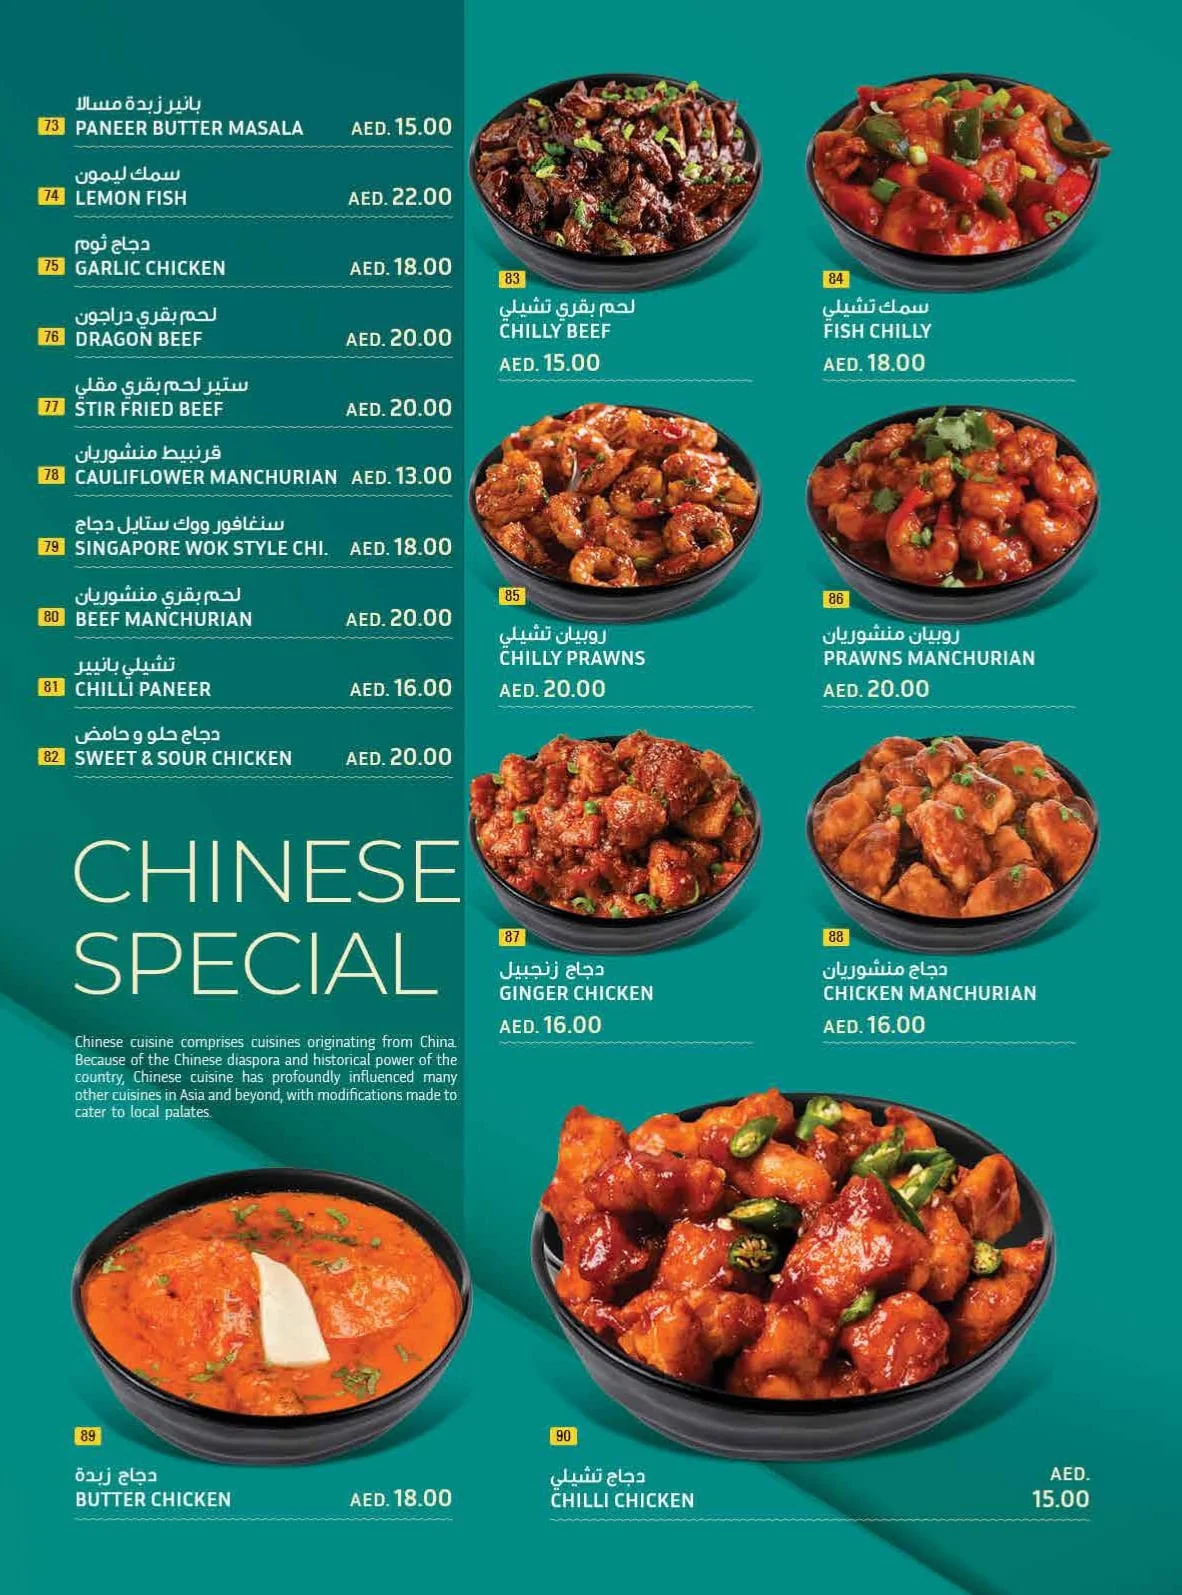 بانير زبدة مسالا
73 PANEER BUTTER MASALA AED. 15.00
سمك ليمون
74 LEMON FISH AED. 22.00
دجاج ثوم
75 GARLIC CHICKEN AED. 18.00
لحم بقري دراجون
76 DRAGON BEEF AED. 20.00
ستير لحم بقري مقلي
77 STIR FRIED BEEF AED. 20.00
قرنبيط منشوريان
78 CAULIFLOWER MANCHURIAN AED. 13.00
سنغافور ووك ستايل دجاج
79 SINGAPORE WOK STYLE CHI. AED. 18.00
لحم بقري منشوريان
80 BEEF MANCHURIAN AED. 20.00
تشيلي بانيير
81 CHILLI PANEER AED. 16.00
دجاج حلو و حامض
82 SWEET & SOUR CHICKEN AED. 20.00
CHINESE
SPECIAL
Chinese cuisine comprises cuisines originating from China.
Because of the Chinese diaspora and historical power of the
country, Chinese cuisine has profoundly influenced many
other cuisines in Asia and beyond, with modifications made to
cater to local palates.
83
لحم بقري تشيلي
CHILLY BEEF
AED. 15.00
84
سمك تشيلي
FISH CHILLY
AED. 18.00
85
روبيان تشيلي
CHILLY PRAWNS
AED. 20.00
86
روبيان منشوريان
PRAWNS MANCHURIAN
AED. 20.00
87
دجاج زنجبيل
GINGER CHICKEN
AED. 16.00
88
دجاج منشوريان
CHICKEN MANCHURIAN
AED. 16.00
89
دجاج زبدة
BUTTER CHICKEN AED. 18.00
90
دجاج تشيلي
CHILLI CHICKEN
AED.
15.00